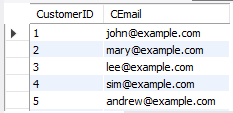 CustomerID CEmail
1 john@example.com
2 mary@example.com
3 lee@example.com
4 sim@example.com
5 andrew@example.com